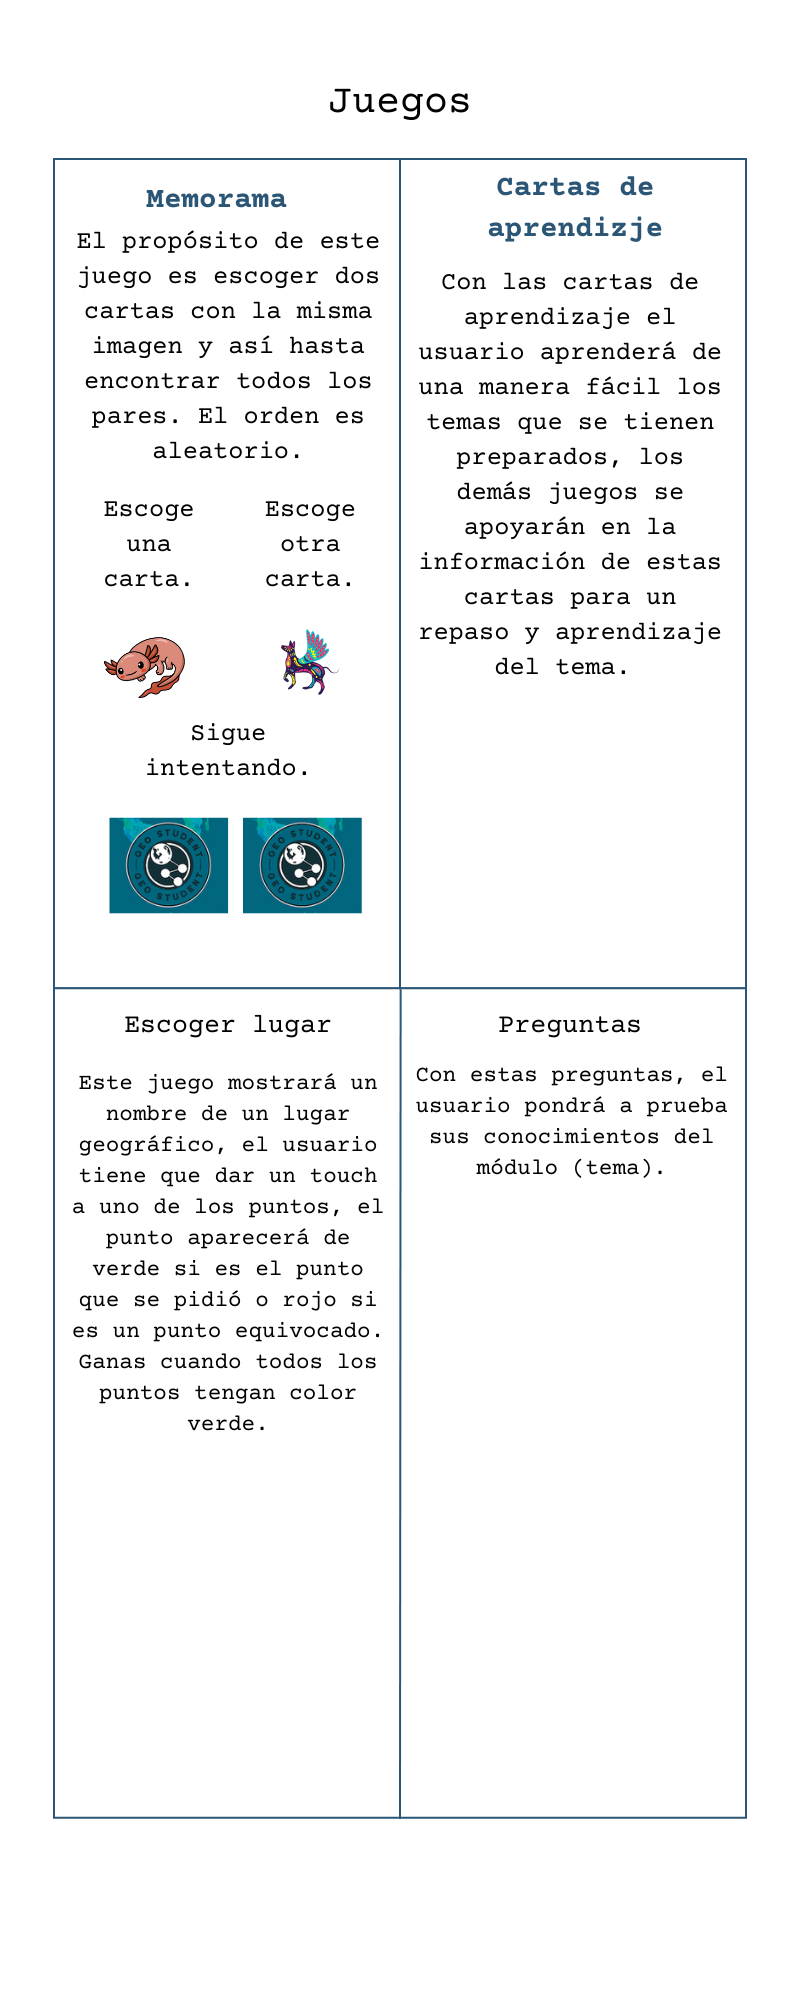 Juegos
Memorama
El propósito de este
juego es escoger dos
cartas con la misma
imagen y así hasta
encontrar todos los
pares. El orden es
aleatorio.
Escoge
una
carta.
Escoge
otra
carta.
Sigue
intentando.
GEO STUDENT
GEO STUDENT
GEO STUDENT
GEO STUDENT
Cartas de
aprendizje
Con las cartas de
aprendizaje el
usuario aprenderá de
una manera fácil los
temas que se tienen
preparados, los
demás juegos se
apoyarán en la
información de estas
cartas para un
repaso y aprendizaje
del tema.
Escoger lugar
Este juego mostrará un
nombre de un lugar
geográfico, el usuario
tiene que dar un touch
a uno de los puntos, el
punto aparecerá de
verde si es el punto
que se pidió o rojo si
es un punto equivocado.
Ganas cuando todos los
puntos tengan color
verde.
Preguntas
Con estas preguntas, el
usuario pondrá a prueba
sus conocimientos del
módulo (tema).